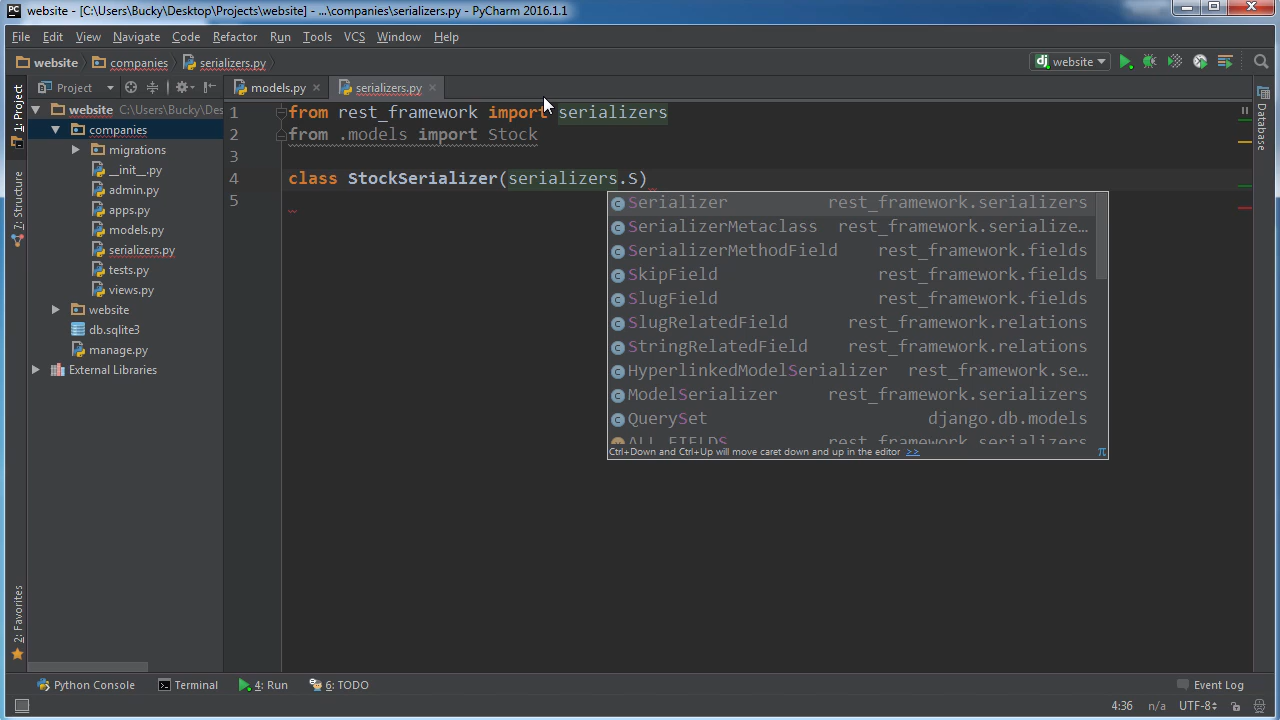 website - [C:\Users\Bucky\Desktop\Projects\website] - ...\companies\serializers.py - PyCharm 2016.1.1
File Edit View Navigate Code Refactor Run Tools VCS Window Help
website companies serializers.py website
1: Project
7: Structure
2: Favorites
Project
website C:\Users\Bucky\Des
companies
migrations
__init__.py
admin.py
apps.py
models.py
serializers.py
tests.py
views.py
website
db.sqlite3
manage.py
External Libraries
models.py serializers.py
1 from rest_framework import serializers
2 from .models import Stock
3
4 class StockSerializer(serializers.S)
5
Serializer rest_framework.serializers
SerializerMetaclass rest_framework.serialize…
SerializerMethodField rest_framework.fields
SkipField rest_framework.fields
SlugField rest_framework.fields
SlugRelatedField rest_framework.relations
StringRelatedField rest_framework.relations
HyperlinkedModelSerializer rest_framework.se…
ModelSerializer rest_framework.serializers
QuerySet django.db.models
ALL_FIELDS rest_framework.serializers
Ctrl+Down and Ctrl+Up will move caret down and up in the editor >> π
Database
Python Console Terminal 4: Run 6: TODO Event Log
4:36 n/a UTF-8